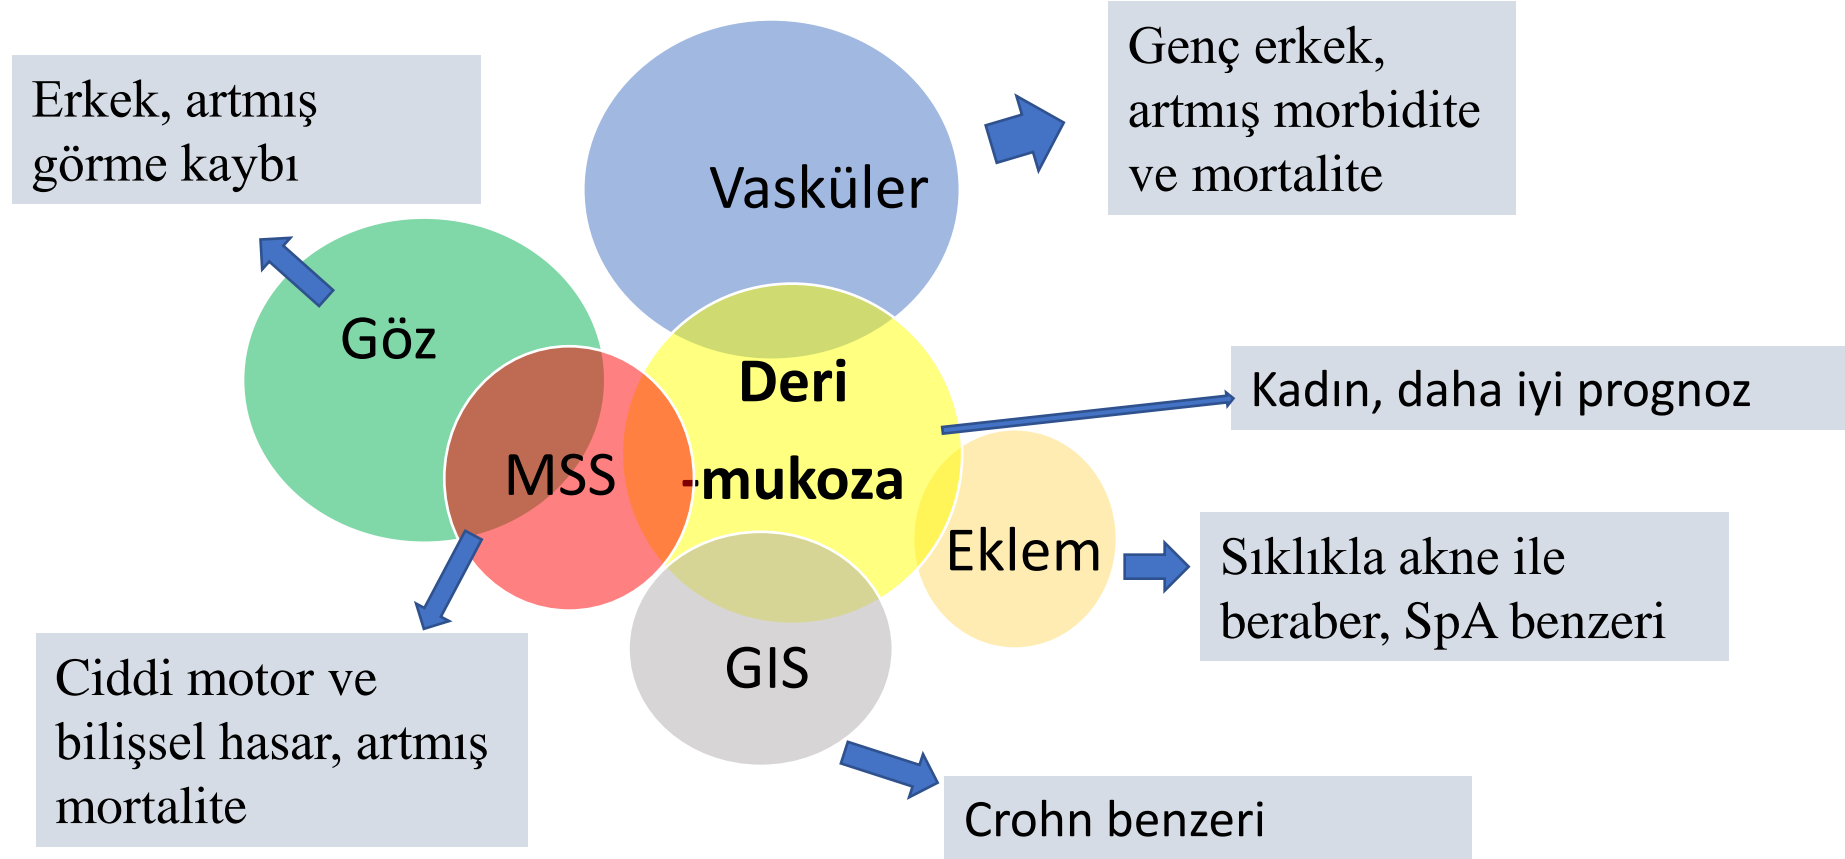 Erkek, artmış
görme kaybı
Vasküler
Genç erkek,
artmış morbidite
ve mortalite
Göz
Deri
-mukoza
MSS
Kadın, daha iyi prognoz
Eklem
Sıklıkla akne ile
beraber, SpA benzeri
GIS
Ciddi motor ve
bilişsel hasar, artmış
mortalite
Crohn benzeri